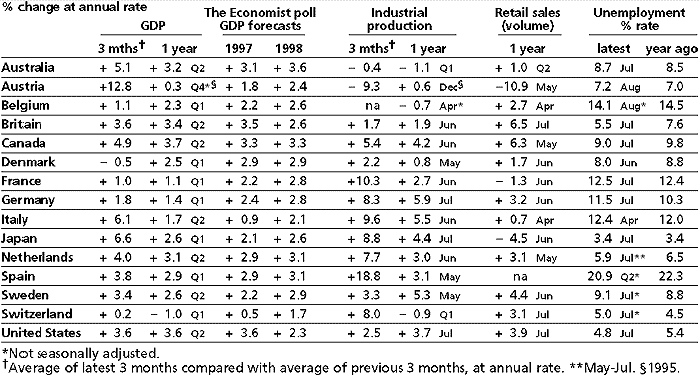 % change at annual rate
GDP The Economist poll GDP forecasts Industrial production Retail sales (volume) Unemployment % rate
3 mths† 1 year 1997 1998 3 mths† 1 year 1 year latest year ago
Australia + 5.1 + 3.2 Q2 + 3.1 + 3.6 − 0.4 − 1.1 Q1 + 1.0 Q2 8.7 Jul 8.5
Austria +12.8 + 0.3 Q4*§ + 1.8 + 2.4 − 9.3 + 0.6 Dec§ −10.9 May 7.2 Aug 7.0
Belgium + 1.1 + 2.3 Q1 + 2.2 + 2.6 na − 0.7 Apr* + 2.7 Apr 14.1 Aug* 14.5
Britain + 3.6 + 3.4 Q2 + 3.5 + 2.6 + 1.7 + 1.9 Jun + 6.5 Jul 5.5 Jul 7.6
Canada + 4.9 + 3.7 Q2 + 3.3 + 3.3 + 5.4 + 4.2 Jun + 6.3 May 9.0 Jul 9.8
Denmark − 0.5 + 2.5 Q1 + 2.9 + 2.9 + 2.2 + 0.8 May + 1.7 Jun 8.0 Jun 8.8
France + 1.0 + 1.1 Q1 + 2.2 + 2.8 +10.3 + 2.7 Jun − 1.3 Jun 12.5 Jul 12.4
Germany + 1.8 + 1.4 Q1 + 2.4 + 2.8 + 8.3 + 5.9 Jul + 3.2 Jun 11.5 Jul 10.3
Italy + 6.1 + 1.7 Q2 + 0.9 + 2.1 + 9.6 + 5.5 Jun + 0.7 Apr 12.4 Apr 12.0
Japan + 6.6 + 2.6 Q1 + 2.1 + 2.6 + 8.8 + 4.4 Jul − 4.5 Jun 3.4 Jul 3.4
Netherlands + 4.0 + 3.1 Q2 + 2.9 + 3.1 + 7.7 + 3.0 Jun + 3.1 May 5.9 Jul** 6.5
Spain + 3.8 + 2.9 Q1 + 2.9 + 3.1 +18.8 + 3.1 May na 20.9 Q2* 22.3
Sweden + 3.4 + 2.6 Q2 + 2.2 + 2.9 + 3.3 + 5.3 May + 4.4 Jun 9.1 Jul* 8.8
Switzerland + 0.2 − 1.0 Q1 + 0.5 + 1.7 + 8.0 − 0.9 Q1 + 3.1 Jul 5.0 Jul* 4.5
United States + 3.6 + 3.6 Q2 + 3.6 + 2.3 + 2.5 + 3.7 Jul + 3.9 Jul 4.8 Jul 5.4
*Not seasonally adjusted.
†Average of latest 3 months compared with average of previous 3 months, at annual rate. **May-Jul. §1995.